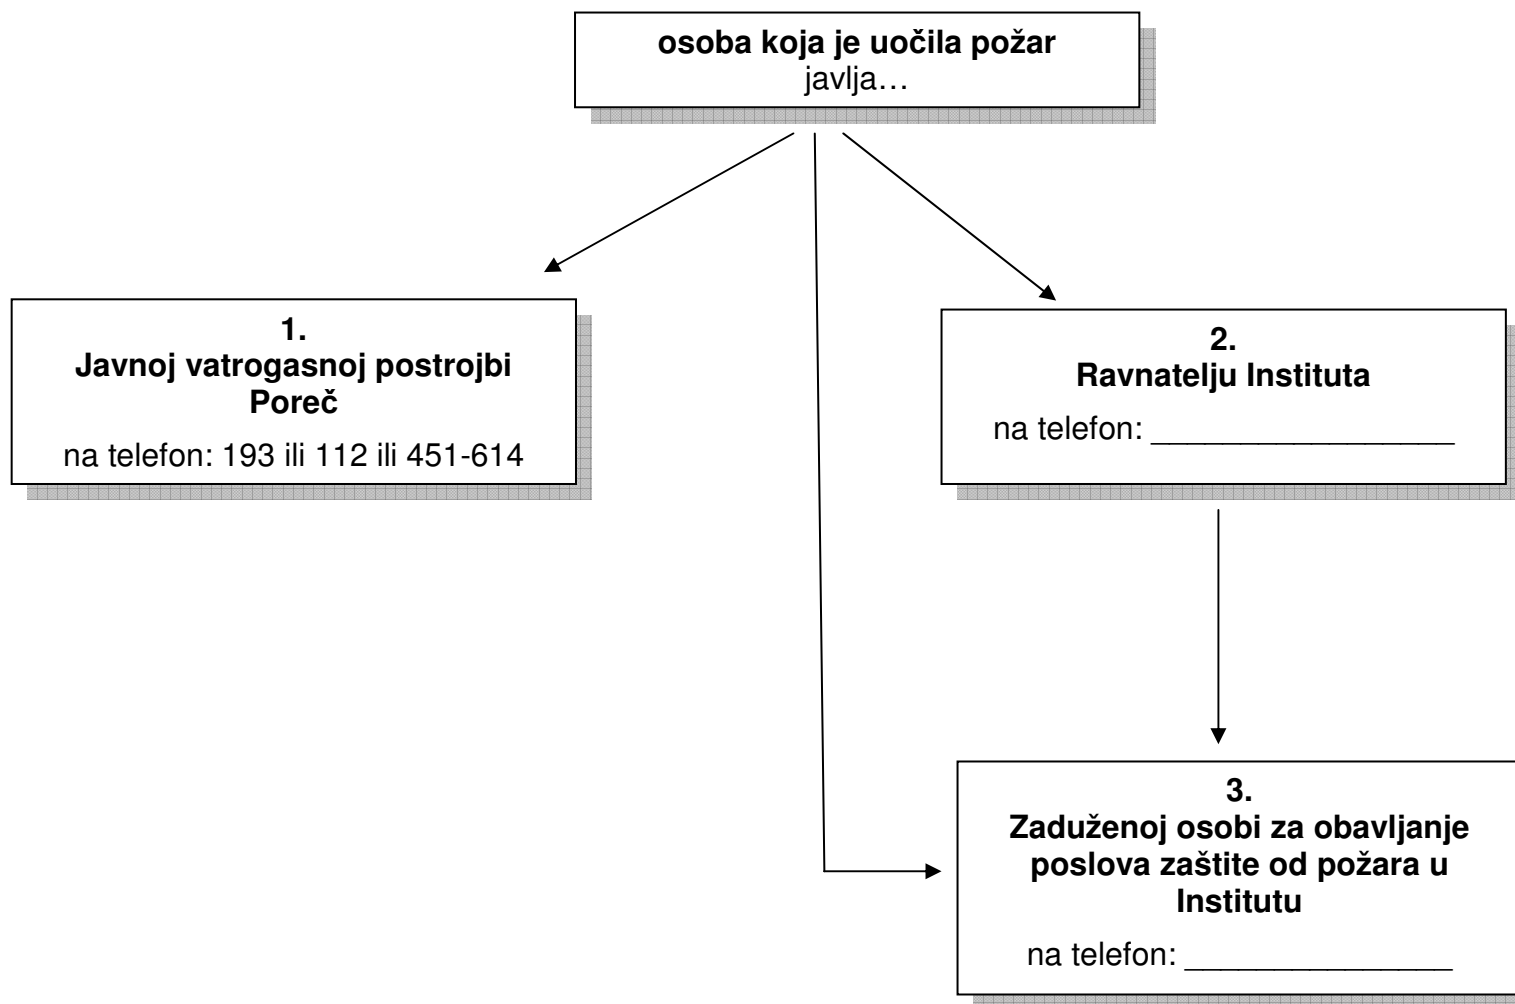 osoba koja je uočila požar
javlja…
1.
Javnoj vatrogasnoj postrojbi
Poreč
na telefon: 193 ili 112 ili 451-614
2.
Ravnatelju Instituta
na telefon: _________________
3.
Zaduženoj osobi za obavljanje
poslova zaštite od požara u
Institutu
na telefon: _______________